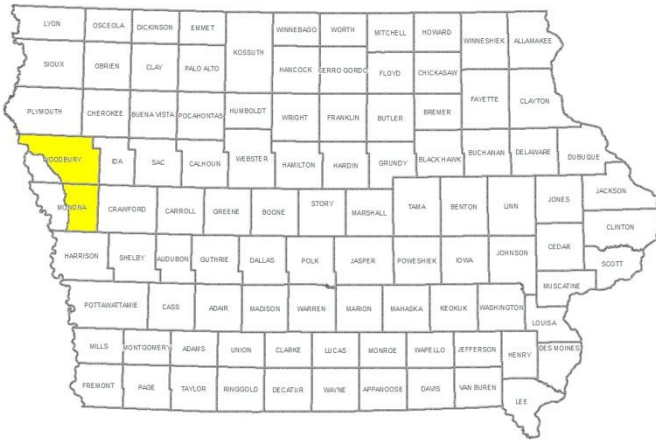 LYON OSCEOLA DICKINSON EMMET WINNEBAGO WORTH MITCHELL HOWARD WINNESHIEK ALLAMAKEE
KOSSUTH
SIOUX OBRIEN CLAY PALO ALTO HANCOCK CERRO GORDO FLOYD CHICKASAW
FAYETTE CLAYTON
PLYMOUTH CHEROKEE BUENA VISTA POCAHONTAS HUMBOLDT WRIGHT FRANKLIN BUTLER BREMER
WOODBURY IDA SAC CALHOUN WEBSTER HAMILTON HARDIN GRUNDY BLACK HAWK BUCHANAN DELAWARE DUBUQUE
MONONA CRAWFORD CARROLL GREENE BOONE STORY MARSHALL TAMA BENTON LINN JONES JACKSON
CLINTON
HARRISON SHELBY AUDUBON GUTHRIE DALLAS POLK JASPER POWESHIEK IOWA JOHNSON CEDAR SCOTT
MUSCATINE
POTTAWATTAMIE CASS ADAIR MADISON WARREN MARION MAHASKA KEOKUK WASHINGTON
LOUISA
MILLS MONTGOMERY ADAMS UNION CLARKE LUCAS MONROE WAPELLO JEFFERSON HENRY DES MOINES
FREMONT PAGE TAYLOR RINGGOLD DECATUR WAYNE APPANOOSE DAVIS VAN BUREN
LEE